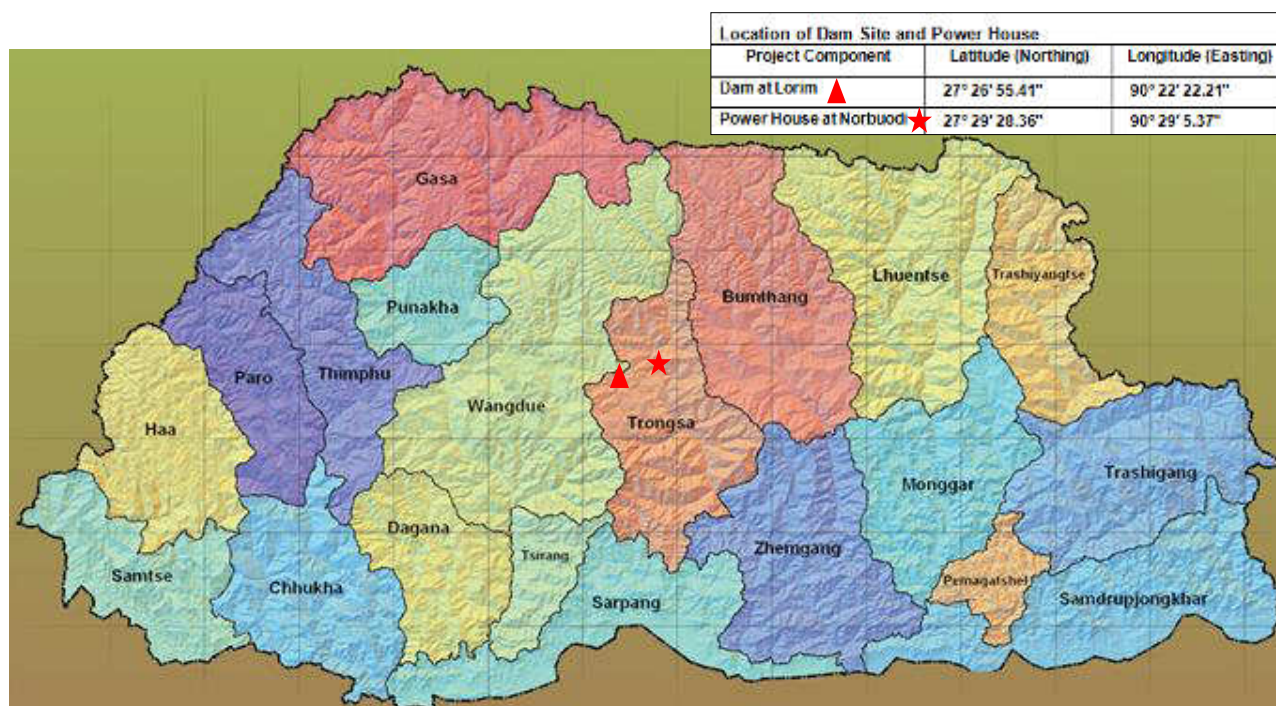 Location of Dam Site and Power House
Project Component Latitude (Northing) Longitude (Easting)
Dam at Lorim 27° 26' 55.41" 90° 22' 22.21"
Power House at Norbuodi 27° 29' 28.36" 90° 29' 5.37"
Gasa
Punakha
Lhuentse
Trashiyangtse
Bumthang
Paro
Thimphu
Wangdue
Haa
Trongsa
Monggar
Trashigang
Dagana
Tsirang
Zhemgang
Samtse
Chhukha
Sarpang
Pemagatshel
Samdrupjongkhar